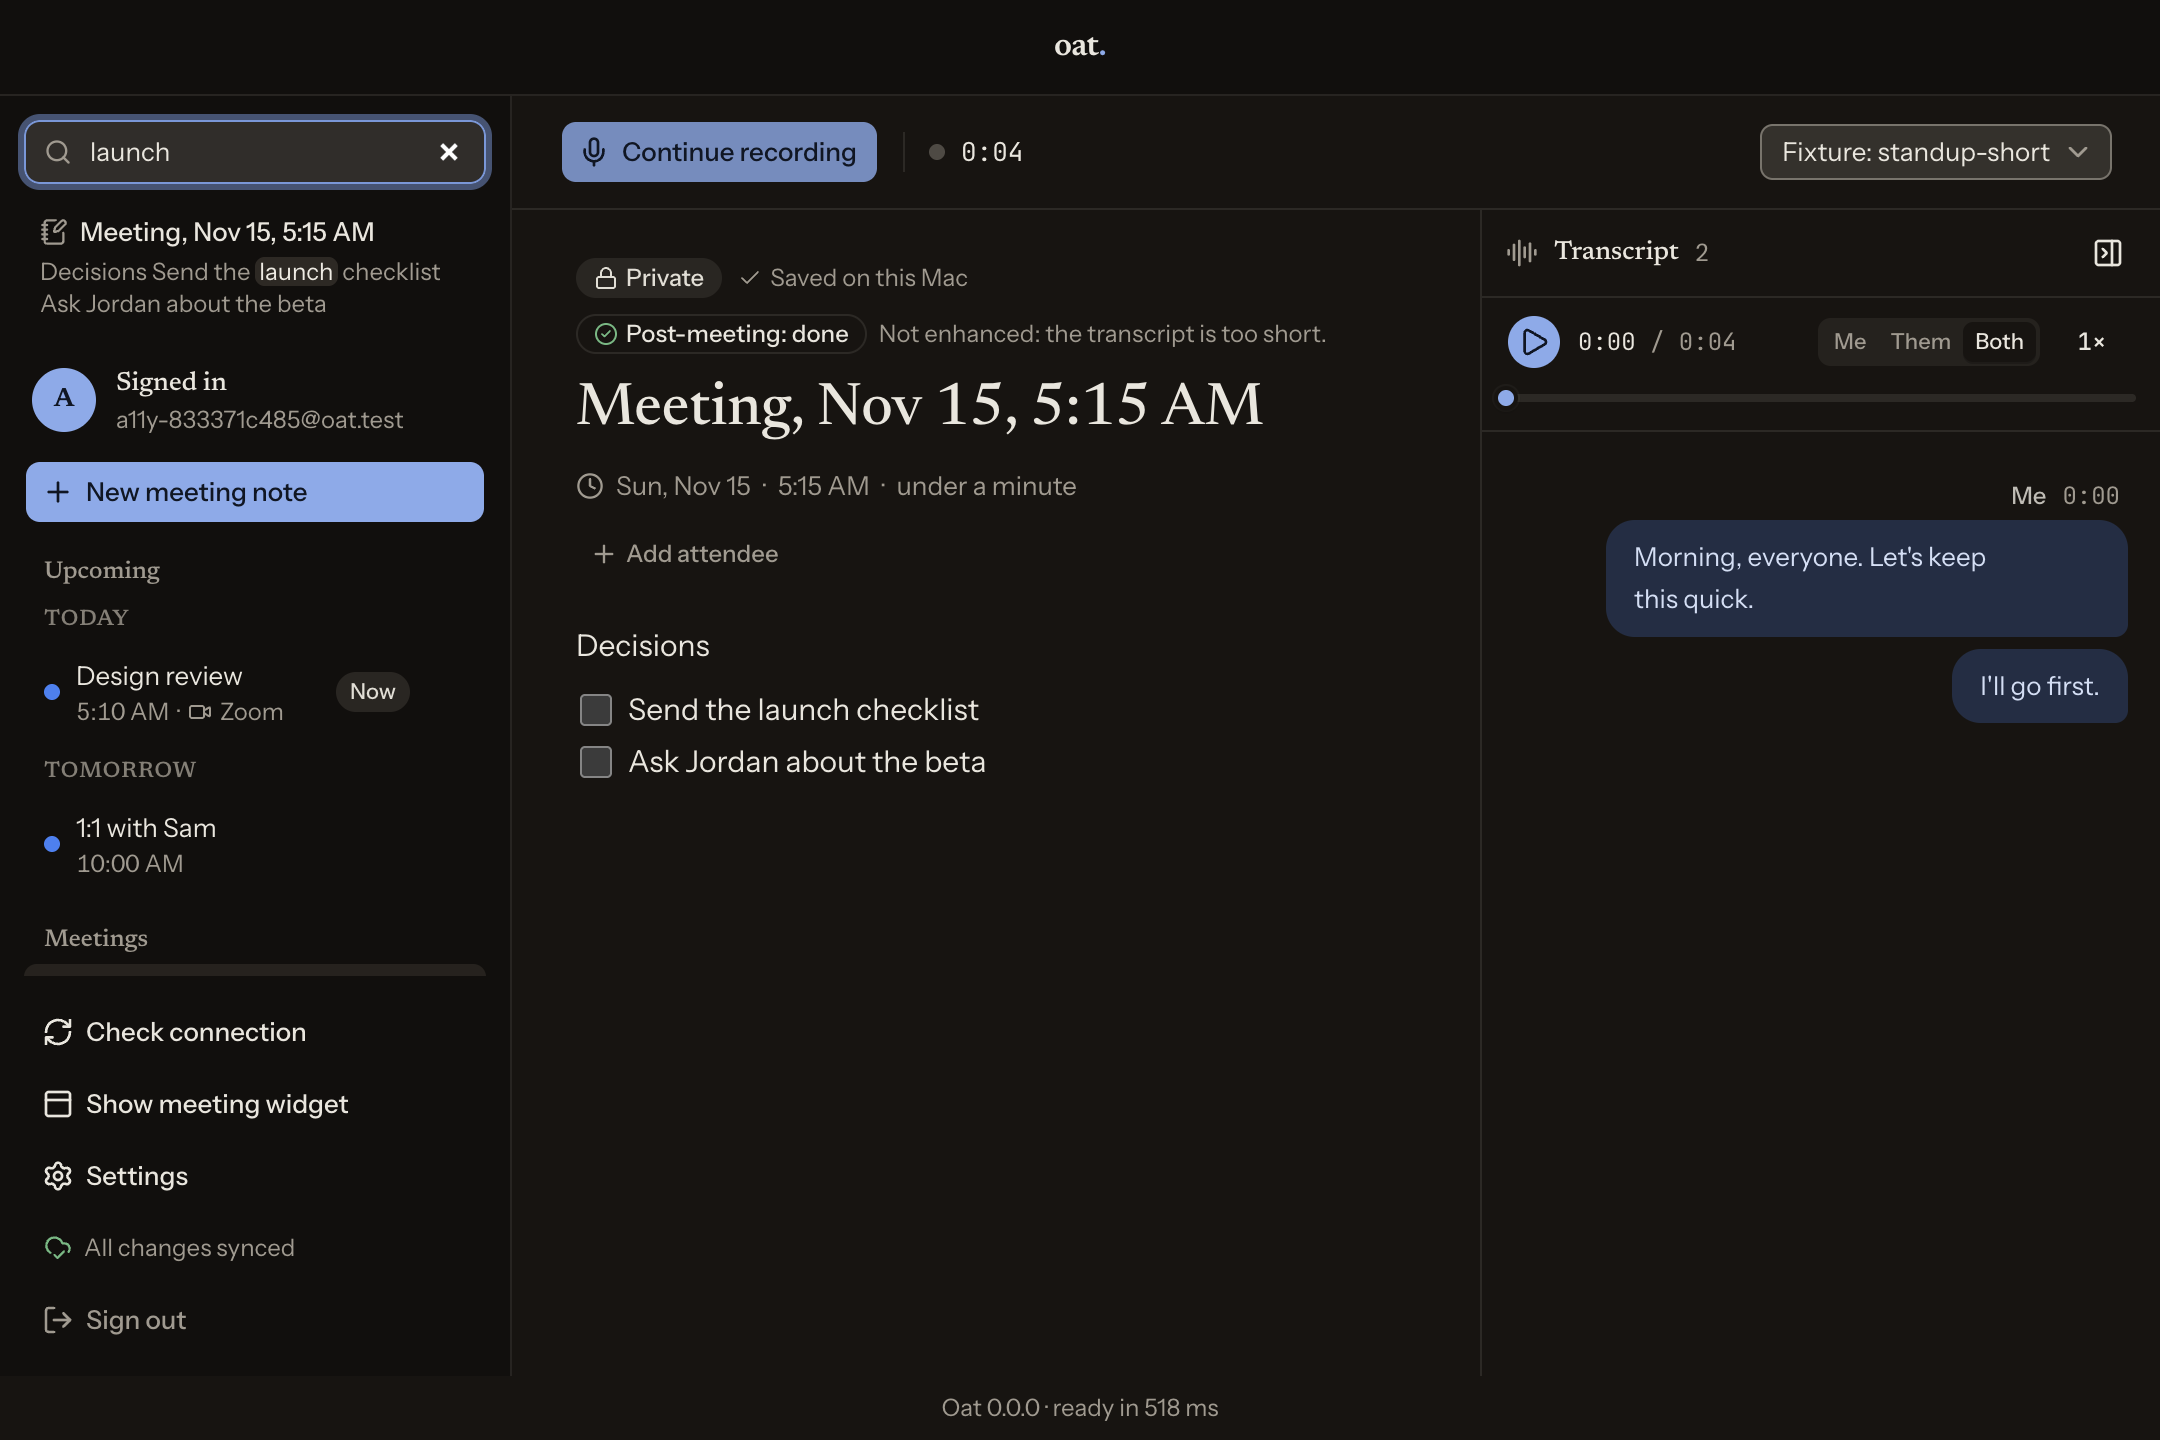 oat.
launch
Meeting, Nov 15, 5:15 AM
Decisions Send the launch checklist
Ask Jordan about the beta
A
Signed in
a11y-833371c485@oat.test
New meeting note
Upcoming
TODAY
Design review
5:10 AM · Zoom
Now
TOMORROW
1:1 with Sam
10:00 AM
Meetings
Check connection
Show meeting widget
Settings
All changes synced
Sign out
Continue recording
0:04
Fixture: standup-short
Private
Saved on this Mac
Post-meeting: done
Not enhanced: the transcript is too short.
Meeting, Nov 15, 5:15 AM
Sun, Nov 15 · 5:15 AM · under a minute
Add attendee
Decisions
Send the launch checklist
Ask Jordan about the beta
Transcript 2
0:00 / 0:04
Me Them Both
1×
Me 0:00
Morning, everyone. Let's keep
this quick.
I'll go first.
Oat 0.0.0 · ready in 518 ms